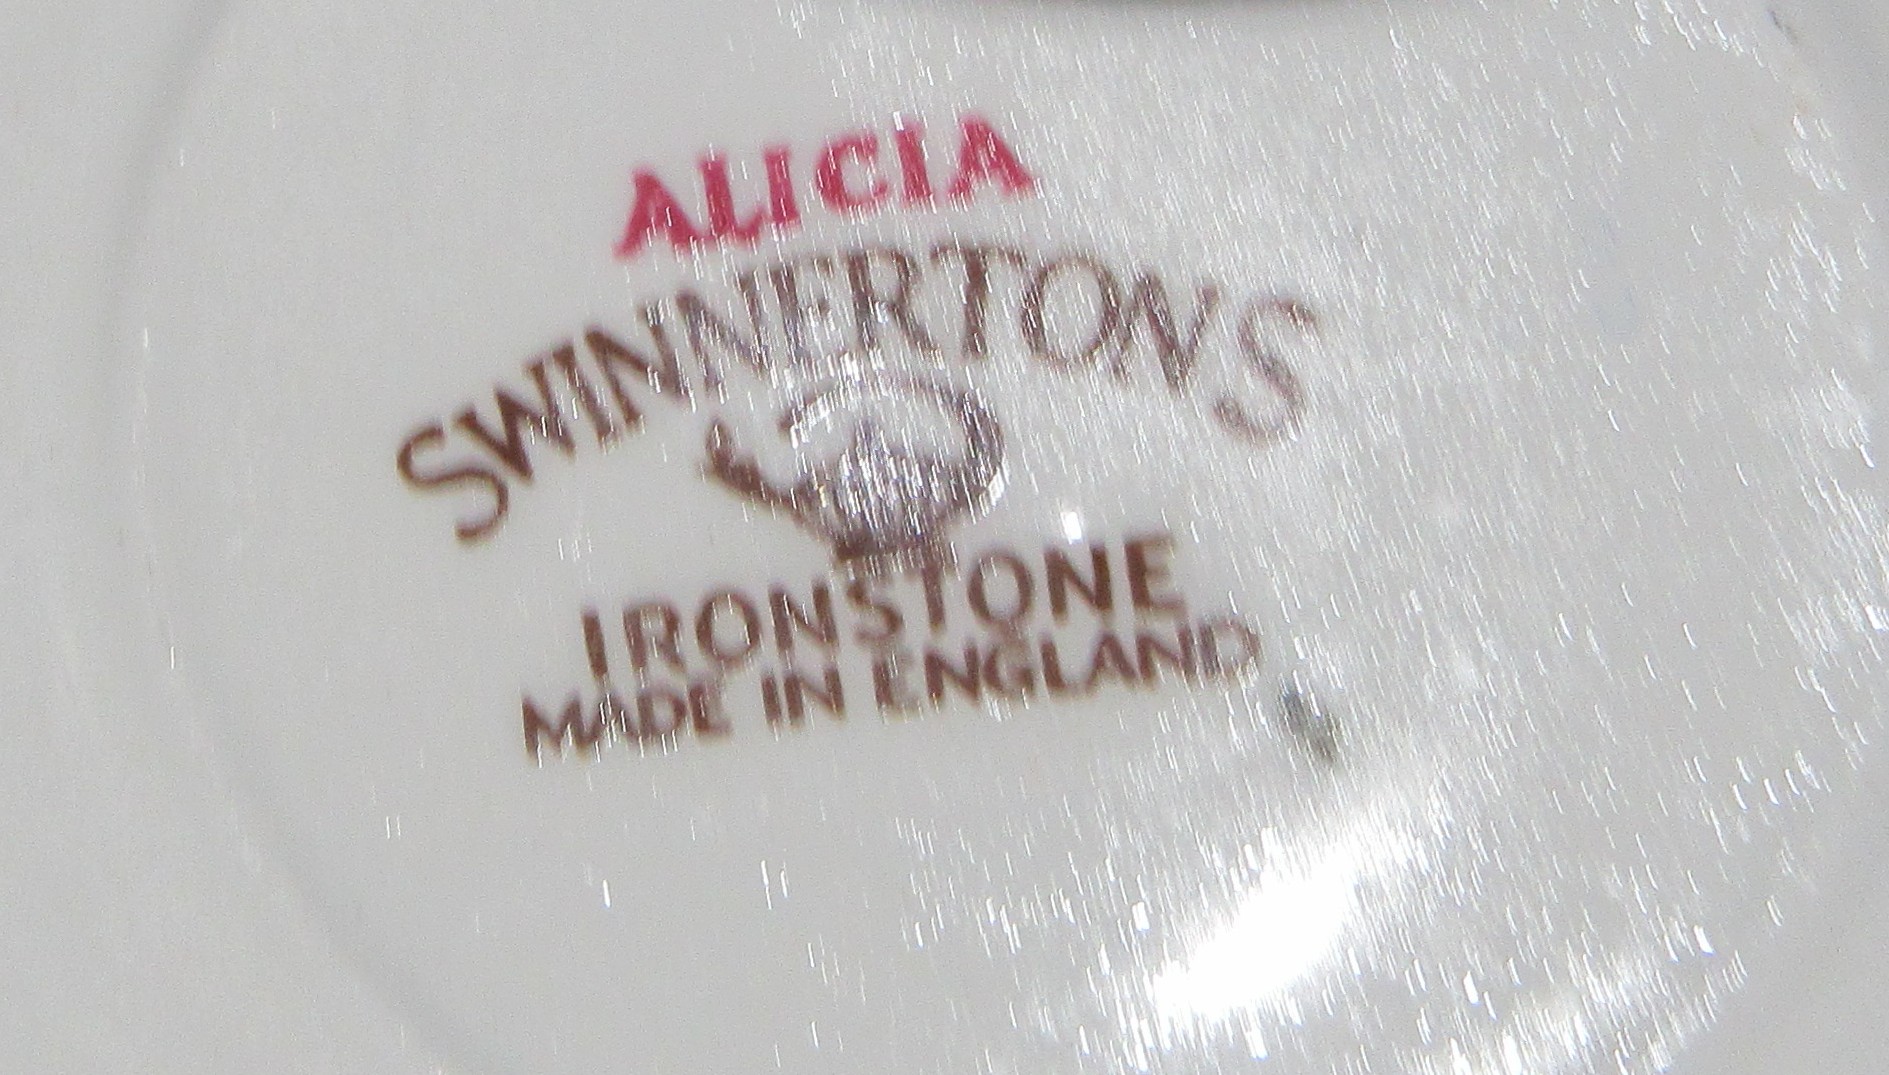 ALICIA
SWINNERTONS
IRONSTONE
MADE IN ENGLAND